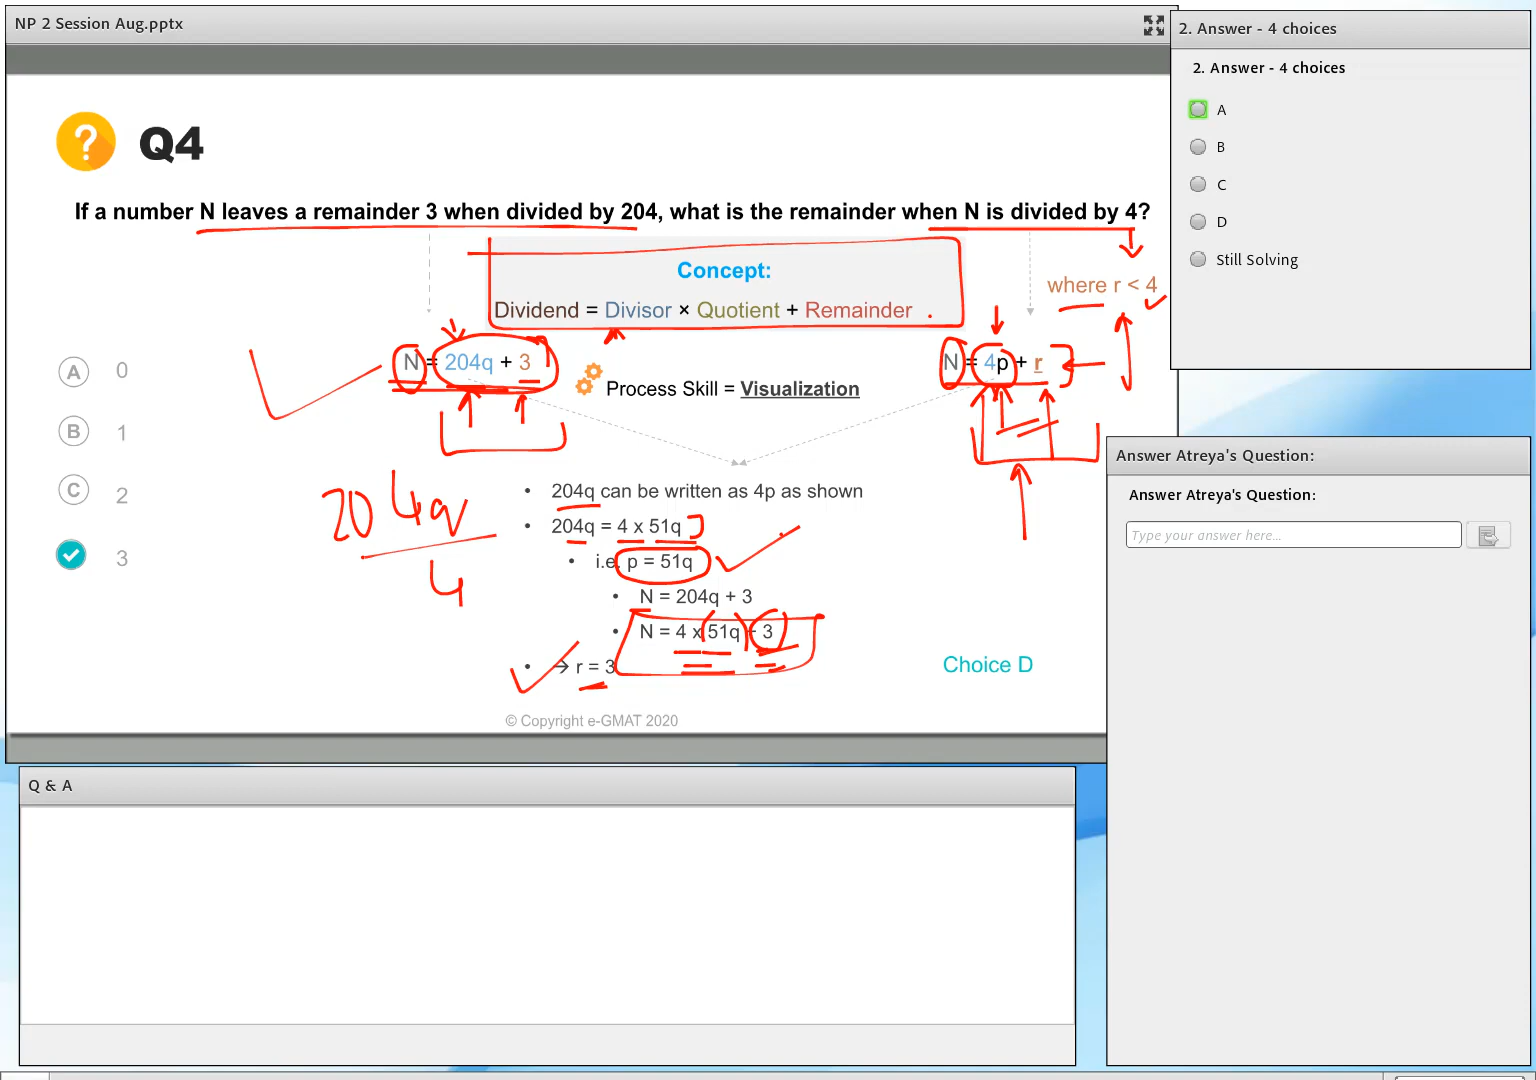 NP 2 Session Aug.pptx
Q4
If a number N leaves a remainder 3 when divided by 204, what is the remainder when N is divided by 4?
Concept:
Dividend = Divisor × Quotient + Remainder
where r < 4
N = 204q + 3
N = 4p + r
Process Skill = Visualization
A 0
B 1
C 2
3
204q
4
• 204q can be written as 4p as shown
• 204q = 4 x 51q
• i.e. p = 51q
• N = 204q + 3
• N = 4 x 51q + 3
• → r = 3
Choice D
© Copyright e-GMAT 2020
2. Answer - 4 choices
2. Answer - 4 choices
A
B
C
D
Still Solving
Answer Atreya's Question:
Answer Atreya's Question:
Type your answer here...
Q & A